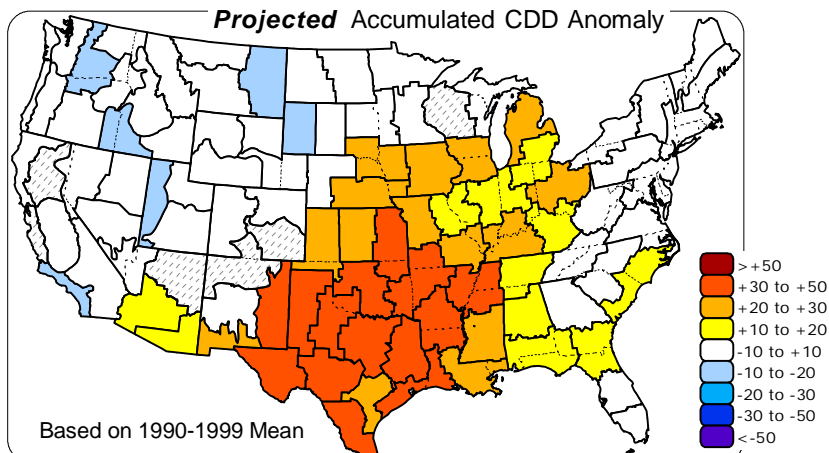 Projected Accumulated CDD Anomaly
>+50
+30 to +50
+20 to +30
+10 to +20
-10 to +10
-10 to -20
-20 to -30
-30 to -50
<-50
Based on 1990-1999 Mean